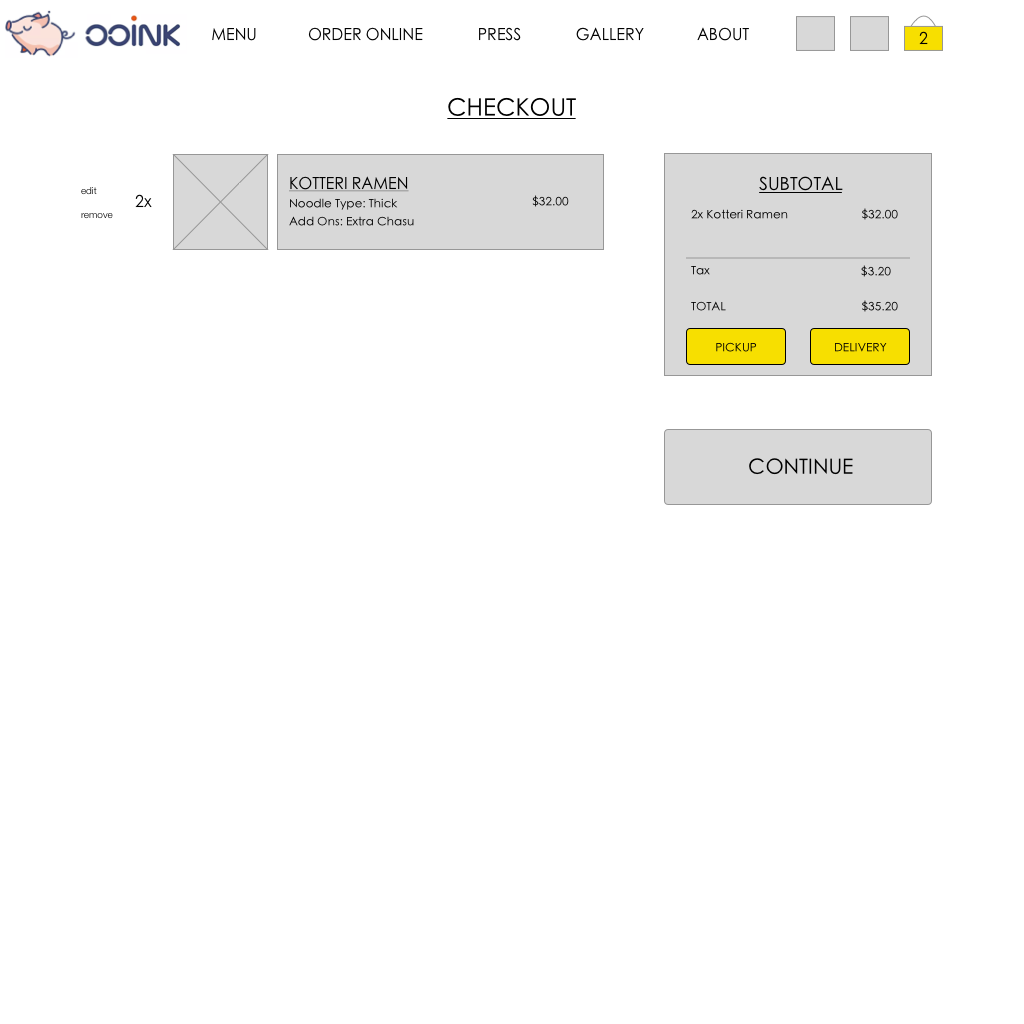 OOiNK
MENU
ORDER ONLINE
PRESS
GALLERY
ABOUT
2
CHECKOUT
edit
remove
2x
KOTTERI RAMEN
Noodle Type: Thick
Add Ons: Extra Chasu
$32.00
SUBTOTAL
2x Kotteri Ramen $32.00
Tax $3.20
TOTAL $35.20
PICKUP
DELIVERY
CONTINUE